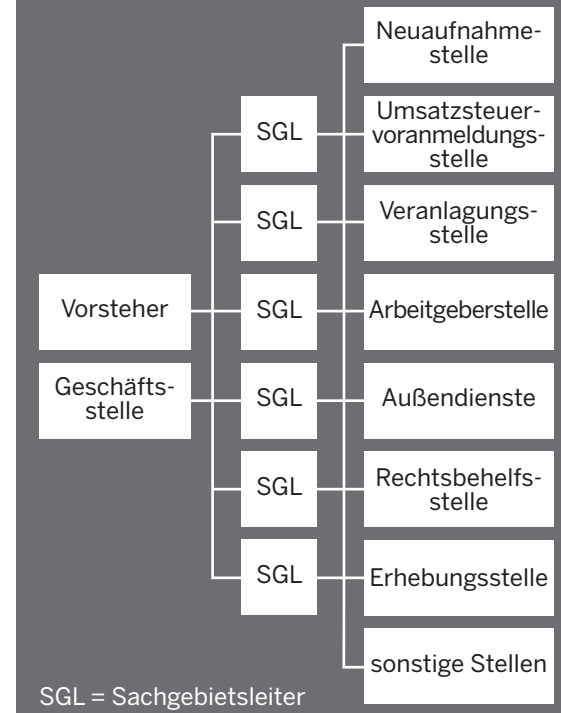 Vorsteher
Geschäfts-
stelle
SGL
SGL
SGL
SGL
SGL
SGL
Neuaufnahme-
stelle
Umsatzsteuer-
voranmeldungs-
stelle
Veranlagungs-
stelle
Arbeitgeberstelle
Außendienste
Rechtsbehelfs-
stelle
Erhebungsstelle
sonstige Stellen
SGL = Sachgebietsleiter